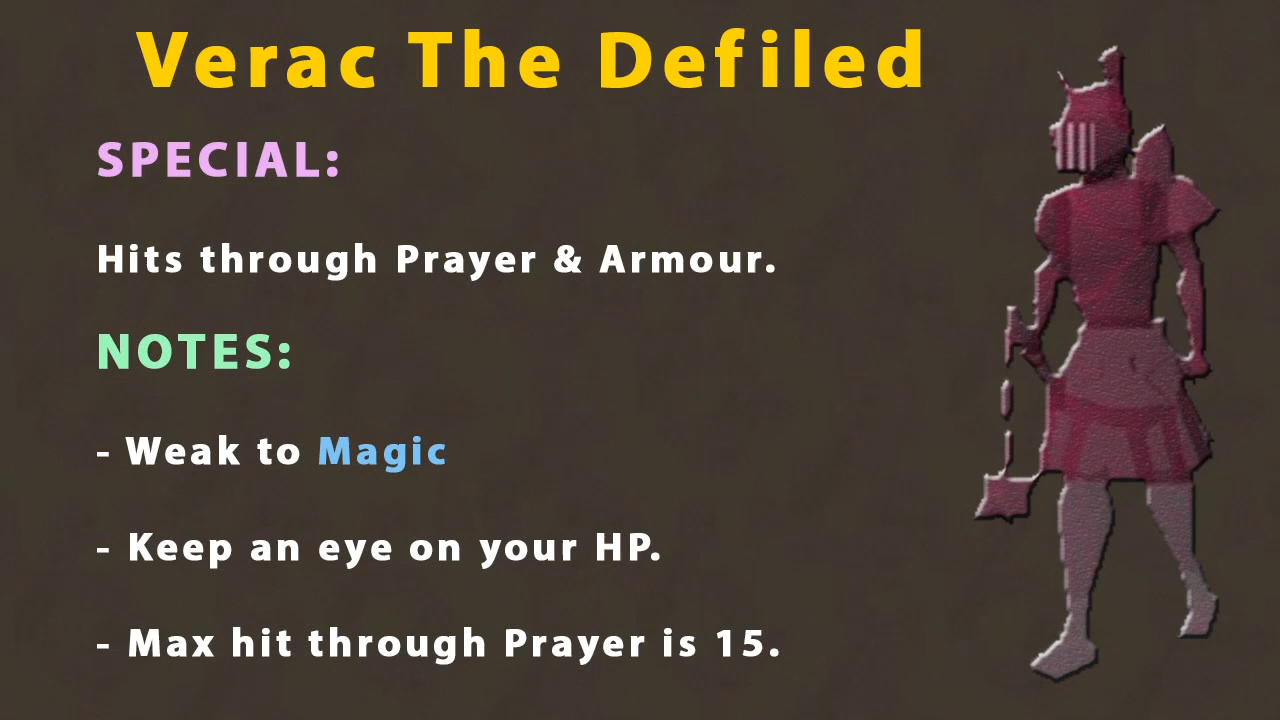 Verac The Defiled
SPECIAL:
Hits through Prayer & Armour.
NOTES:
- Weak to Magic
- Keep an eye on your HP.
- Max hit through Prayer is 15.